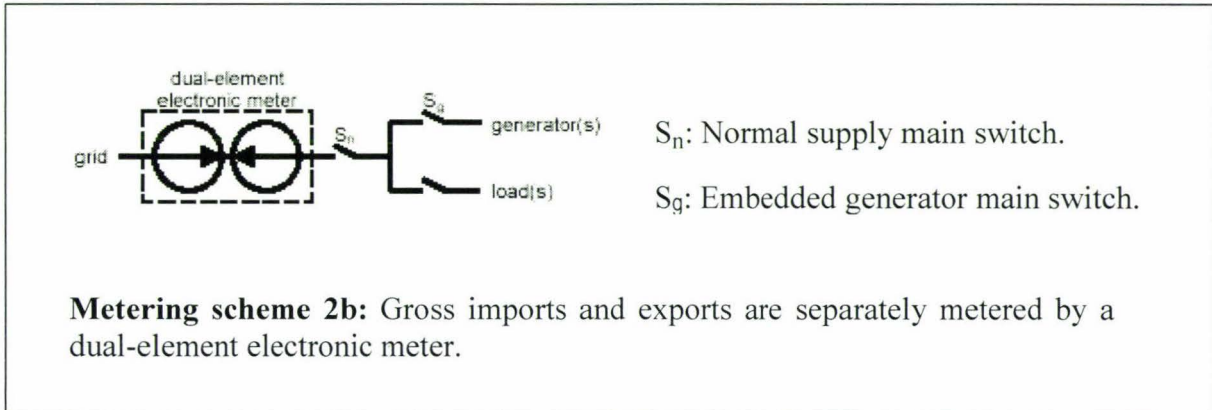 dual-element
electronic meter
grid
Sn
Sg
generator(s)
load(s)
Sn: Normal supply main switch.
Sg: Embedded generator main switch.
Metering scheme 2b: Gross imports and exports are separately metered by a
dual-element electronic meter.